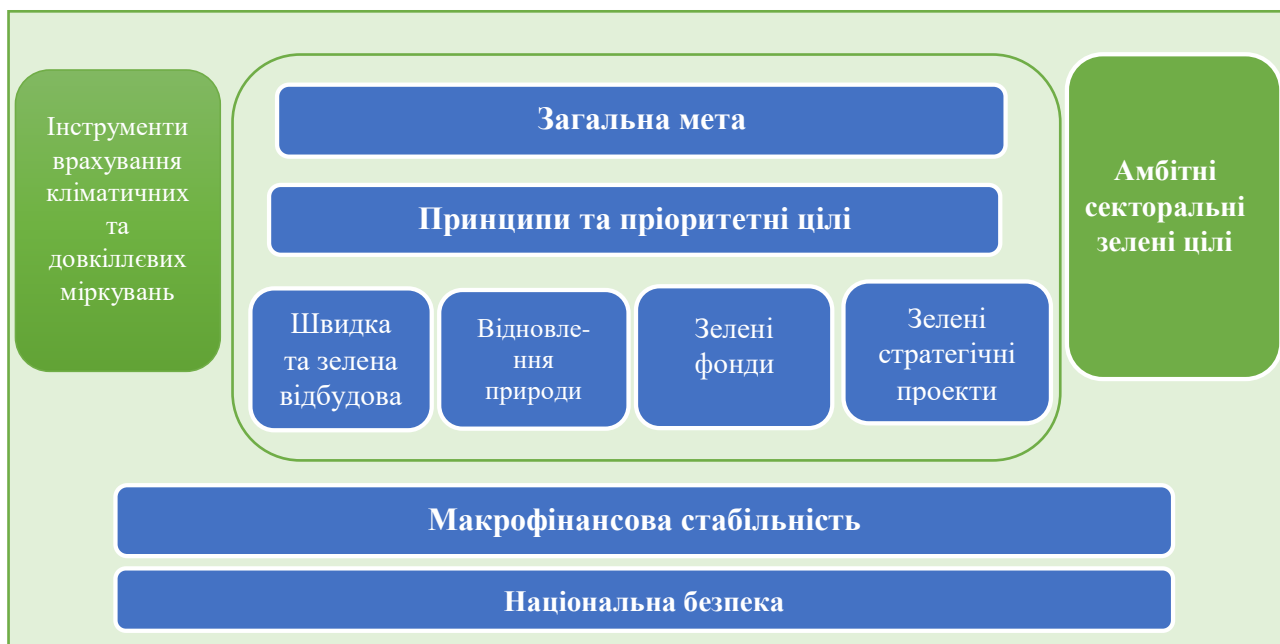 Інструменти
врахування
кліматичних
та
довкіллєвих
міркувань
Загальна мета
Принципи та пріоритетні цілі
Швидка
та зелена
відбудова
Відновле-
ння
природи
Зелені
фонди
Зелені
стратегічні
проекти
Амбітні
секторальні
зелені цілі
Макрофінансова стабільність
Національна безпека